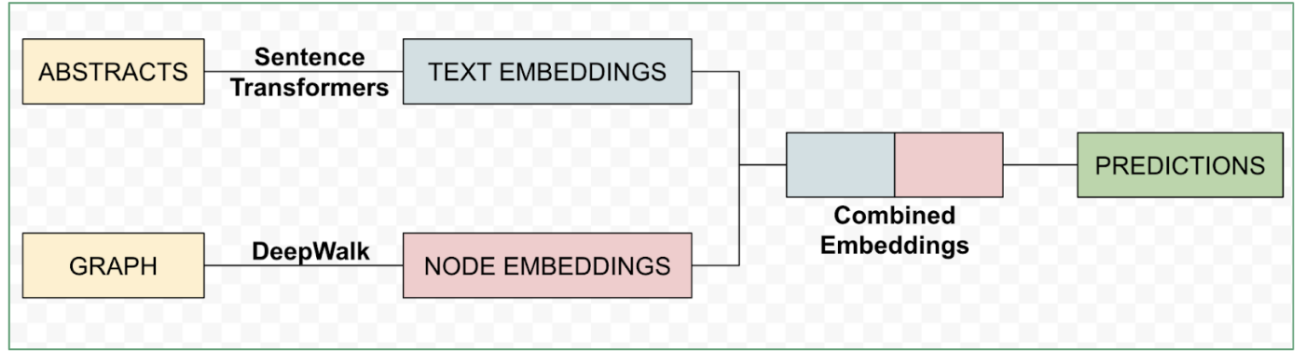 ABSTRACTS
Sentence
Transformers
TEXT EMBEDDINGS
GRAPH
DeepWalk
NODE EMBEDDINGS
Combined
Embeddings
PREDICTIONS